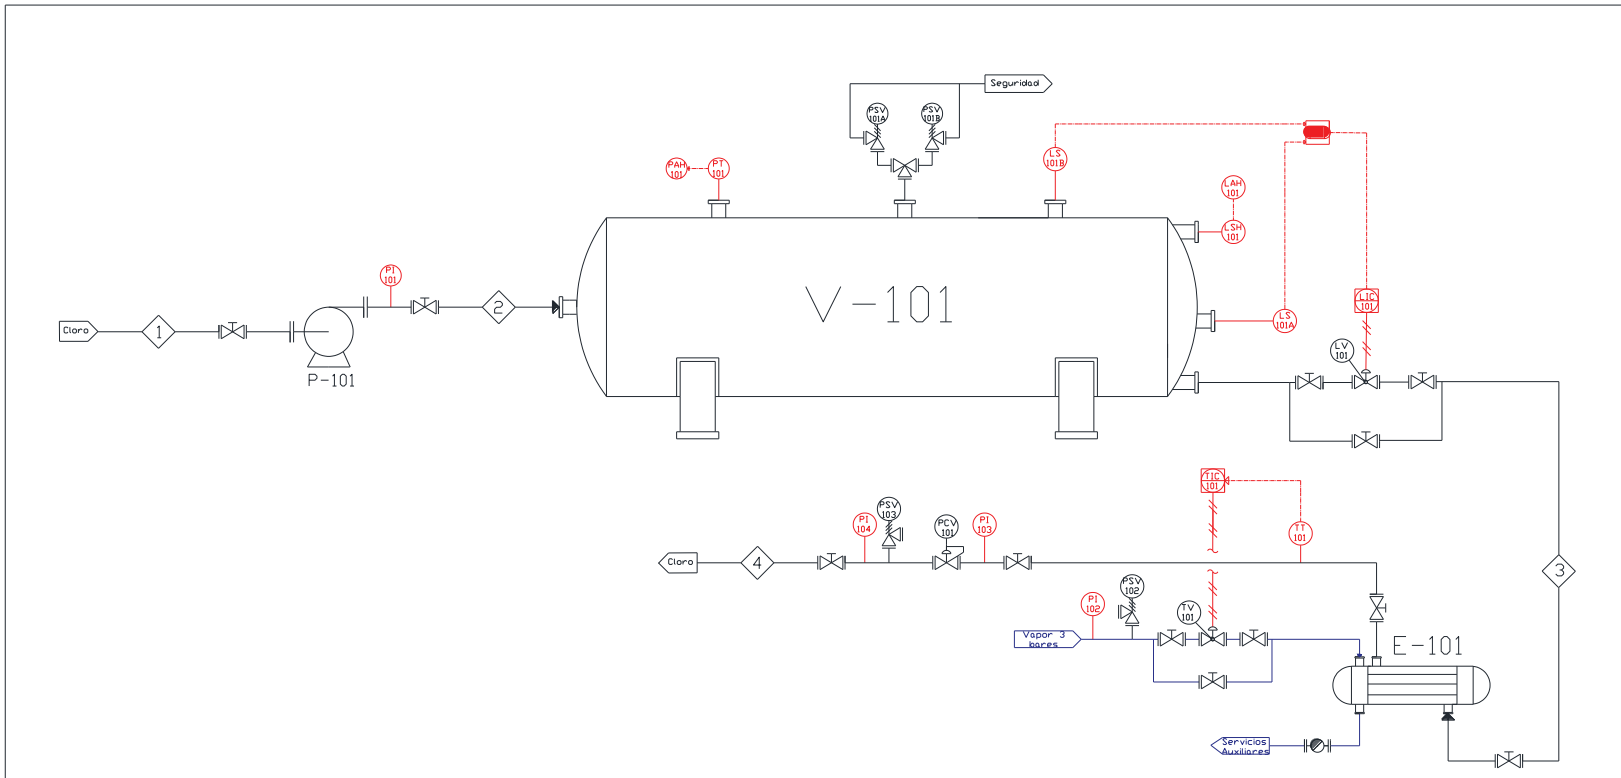 Seguridad
PSV
101A
PSV
101B
PAH
101
PT
101
LS
101B
LAH
101
LSH
101
PI
101
V-101
LIC
101
LS
101A
Cloro
1
2
P-101
LV
101
TIC
101
PSV
103
PI
104
PCV
101
PI
103
TT
101
Cloro
4
3
PSV
102
PI
102
TV
101
Vapor 3
bares
E-101
Servicios
Auxiliares